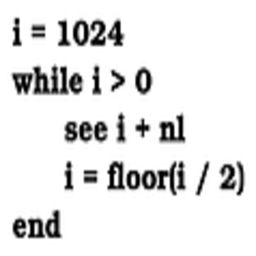 i = 1024
while i > 0
see i + nl
i = floor(i / 2)
end